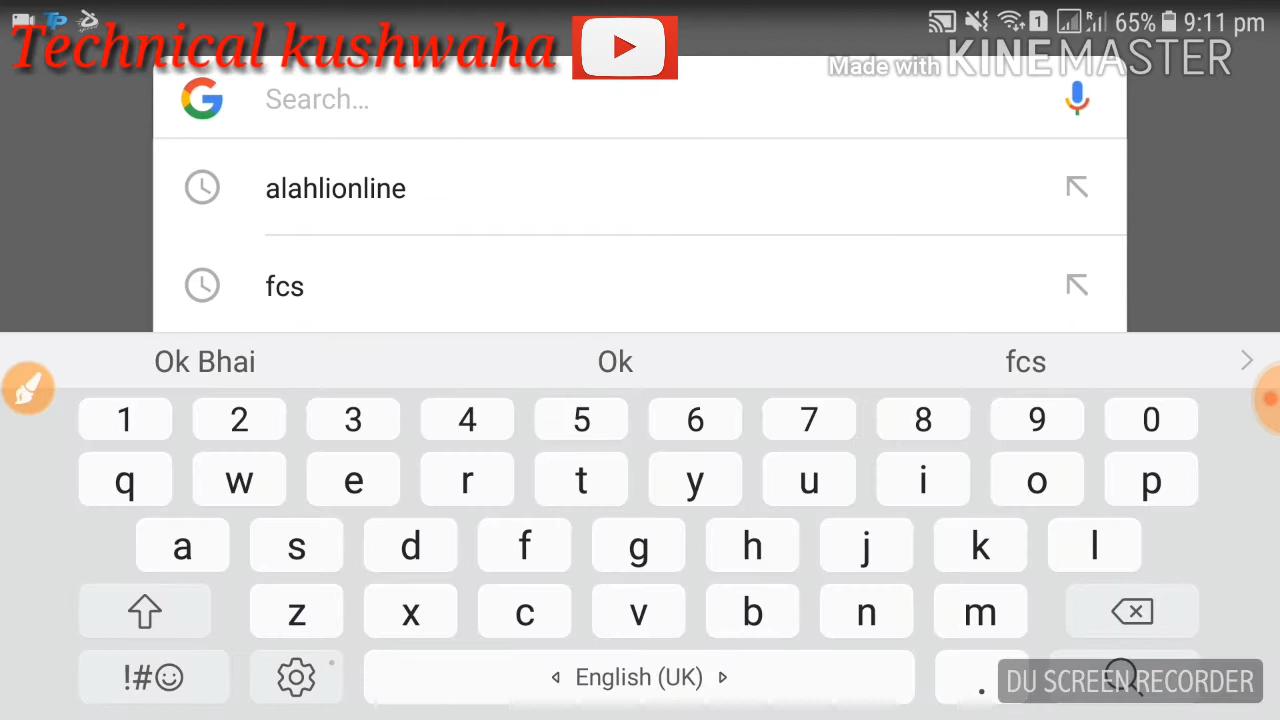 Technical kushwaha
1 65% 9:11 pm
Made with KINEMASTER
Search...
alahlionline
fcs
Ok Bhai Ok fcs
1 2 3 4 5 6 7 8 9 0
q w e r t y u i o p
a s d f g h j k l
z x c v b n m
!# English (UK) .
DU SCREEN RECORDER